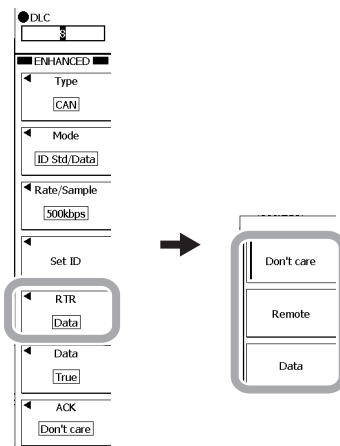 DLC
8
ENHANCED
Type
CAN
Mode
ID Std/Data
Rate/Sample
500kbps
Set ID
RTR
Data
Data
True
ACK
Don't care
Don't care
Remote
Data